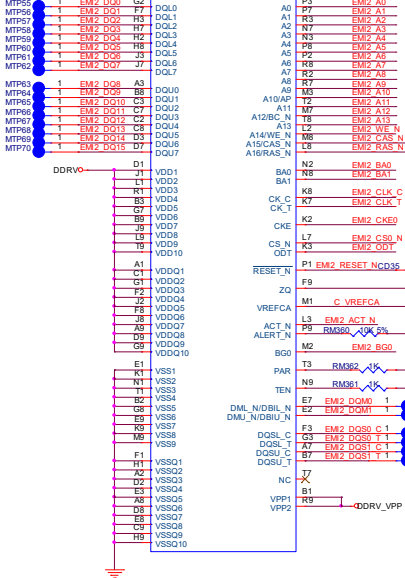 MTP55 1 EMI2_DQ0 G2 DQL0 A0 P3 EMI2_A0
MTP56 1 EMI2_DQ1 F7 DQL1 A1 P7 EMI2_A1
MTP57 1 EMI2_DQ2 H3 DQL2 A2 R3 EMI2_A2
MTP58 1 EMI2_DQ3 H7 DQL3 A3 N7 EMI2_A3
MTP59 1 EMI2_DQ4 H2 DQL4 A4 N3 EMI2_A4
MTP60 1 EMI2_DQ5 H8 DQL5 A5 P8 EMI2_A5
MTP61 1 EMI2_DQ6 J3 DQL6 A6 P2 EMI2_A6
MTP62 1 EMI2_DQ7 J7 DQL7 A7 R8 EMI2_A7
A8 R2 EMI2_A8
MTP63 1 EMI2_DQ8 A3 DQU0 A9 R7 EMI2_A9
MTP64 1 EMI2_DQ9 B8 DQU1 A10/AP M3 EMI2_A10
MTP65 1 EMI2_DQ10 C3 DQU2 A11 T2 EMI2_A11
MTP66 1 EMI2_DQ11 C7 DQU3 A12/BC_N M7 EMI2_A12
MTP67 1 EMI2_DQ12 C2 DQU4 A13 T8 EMI2_A13
MTP68 1 EMI2_DQ13 C8 DQU5 A14/WE_N L2 EMI2_WE_N
MTP69 1 EMI2_DQ14 D3 DQU6 A15/CAS_N M8 EMI2_CAS_N
MTP70 1 EMI2_DQ15 D7 DQU7 A16/RAS_N L8 EMI2_RAS_N
DDRV D1 VDD1 BA0 N2 EMI2_BA0
J1 VDD2 BA1 N8 EMI2_BA1
L1 VDD3
R1 VDD4 CK_C K8 EMI2_CLK_C
B3 VDD5 CK_T K7 EMI2_CLK_T
G7 VDD6
B9 VDD7 CKE K2 EMI2_CKE0
J9 VDD8
L9 VDD9 CS_N L7 EMI2_CS0_N
T9 VDD10 ODT K3 EMI2_ODT
A1 VDDQ1 RESET_N P1 EMI2_RESET_N CD35
C1 VDDQ2
G1 VDDQ3 ZQ F9
F2 VDDQ4
J2 VDDQ5 VREFCA M1 C_VREFCA
F8 VDDQ6
J8 VDDQ7 ACT_N L3 EMI2_ACT_N
A9 VDDQ8 ALERT_N P9 RM360 10K 5%
D9 VDDQ9
G9 VDDQ10 BG0 M2 EMI2_BG0
E1 VSS1 PAR T3 RM362 1K
K1 VSS2
N1 VSS3 TEN N9 RM361 1K
T1 VSS4
B2 VSS5 DML_N/DBIL_N E7 EMI2_DQM0 1
G8 VSS6 DMU_N/DBIU_N E2 EMI2_DQM1 1
E9 VSS7
K9 VSS8 DQSL_C F3 EMI2_DQS0_C 1
M9 VSS9 DQSL_T G3 EMI2_DQS0_T 1
DQSU_C A7 EMI2_DQS1_C 1
F1 VSSQ1 DQSU_T B7 EMI2_DQS1_T 1
H1 VSSQ2
A2 VSSQ3 NC T7
D2 VSSQ4
E3 VSSQ5 VPP1 B1
A8 VSSQ6 VPP2 R9 DDRV_VPP
D8 VSSQ7
E8 VSSQ8
C9 VSSQ9
H9 VSSQ10